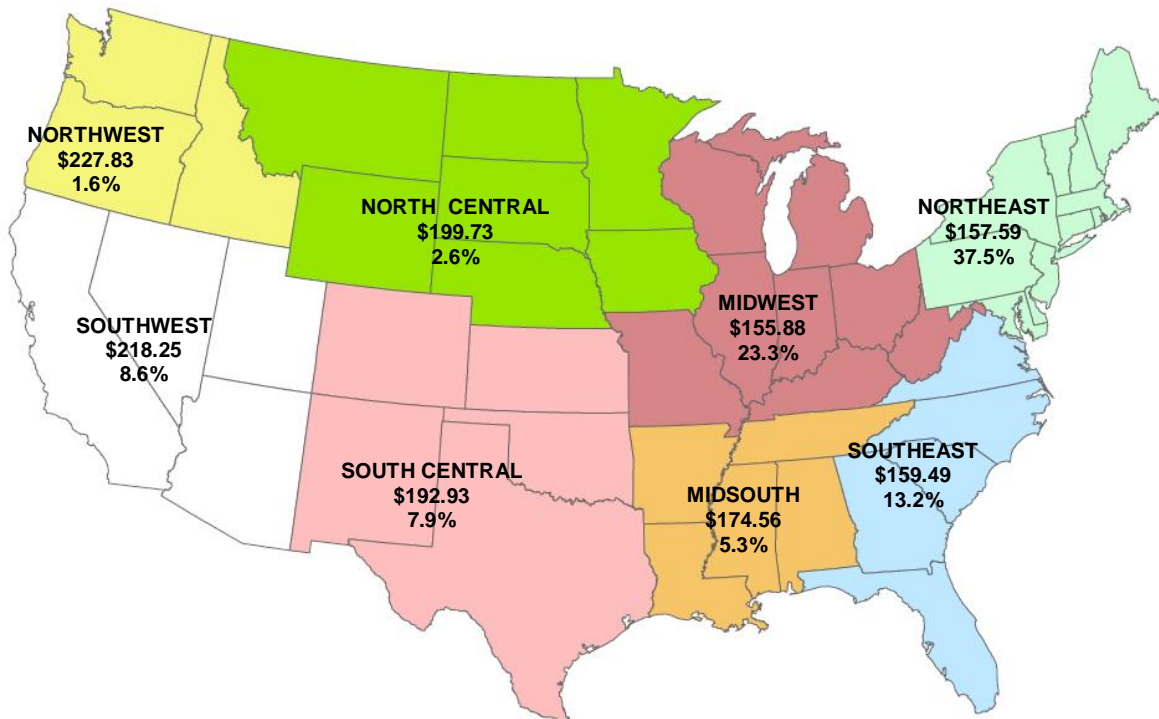 NORTHWEST
$227.83
1.6%
NORTH CENTRAL
$199.73
2.6%
NORTHEAST
$157.59
37.5%
MIDWEST
$155.88
23.3%
SOUTHWEST
$218.25
8.6%
SOUTH CENTRAL
$192.93
7.9%
MIDSOUTH
$174.56
5.3%
SOUTHEAST
$159.49
13.2%